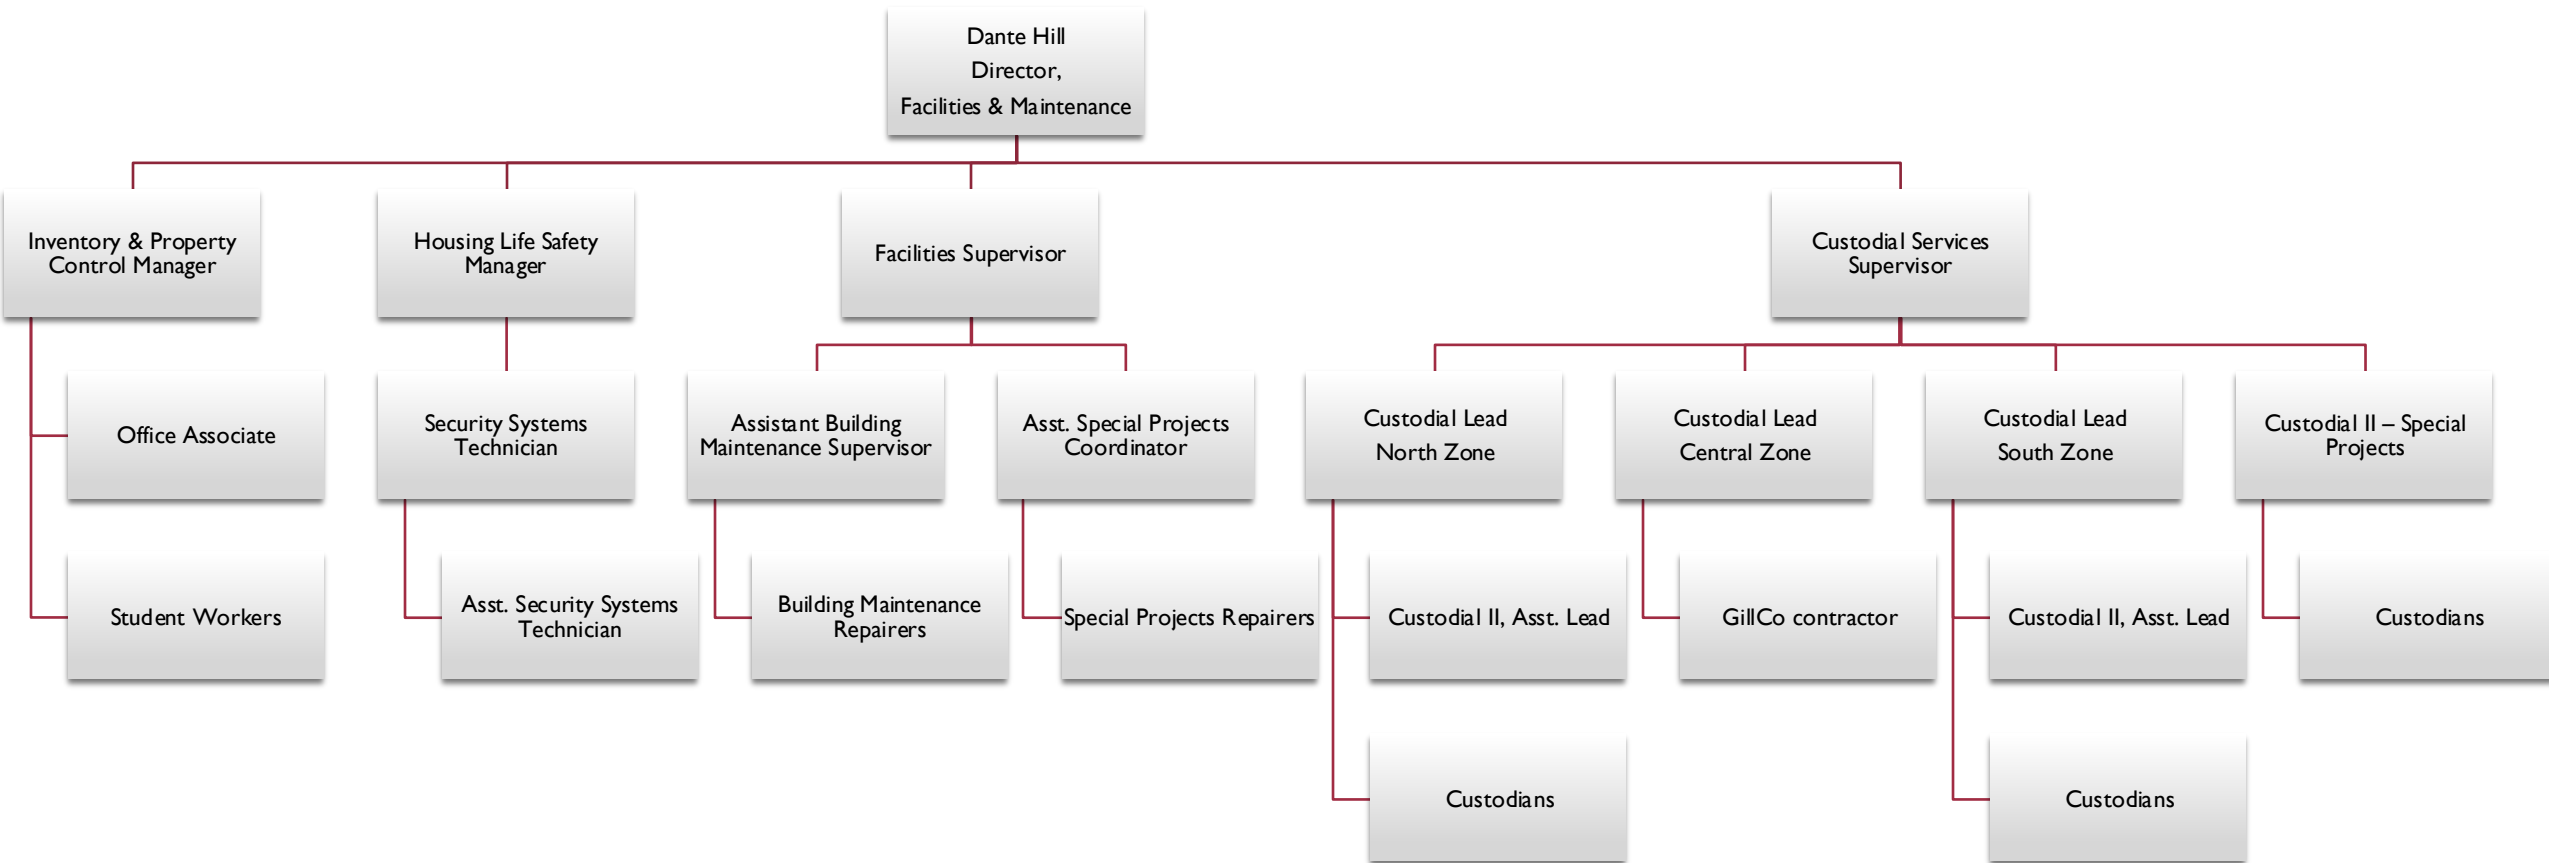 Dante Hill
Director,
Facilities & Maintenance
Inventory & Property
Control Manager
Housing Life Safety
Manager
Facilities Supervisor
Custodial Services
Supervisor
Office Associate
Security Systems
Technician
Assistant Building
Maintenance Supervisor
Asst. Special Projects
Coordinator
Custodial Lead
North Zone
Custodial Lead
Central Zone
Custodial Lead
South Zone
Custodial II – Special
Projects
Student Workers
Asst. Security Systems
Technician
Building Maintenance
Repairers
Special Projects Repairers
Custodial II, Asst. Lead
GillCo contractor
Custodial II, Asst. Lead
Custodians
Custodians
Custodians